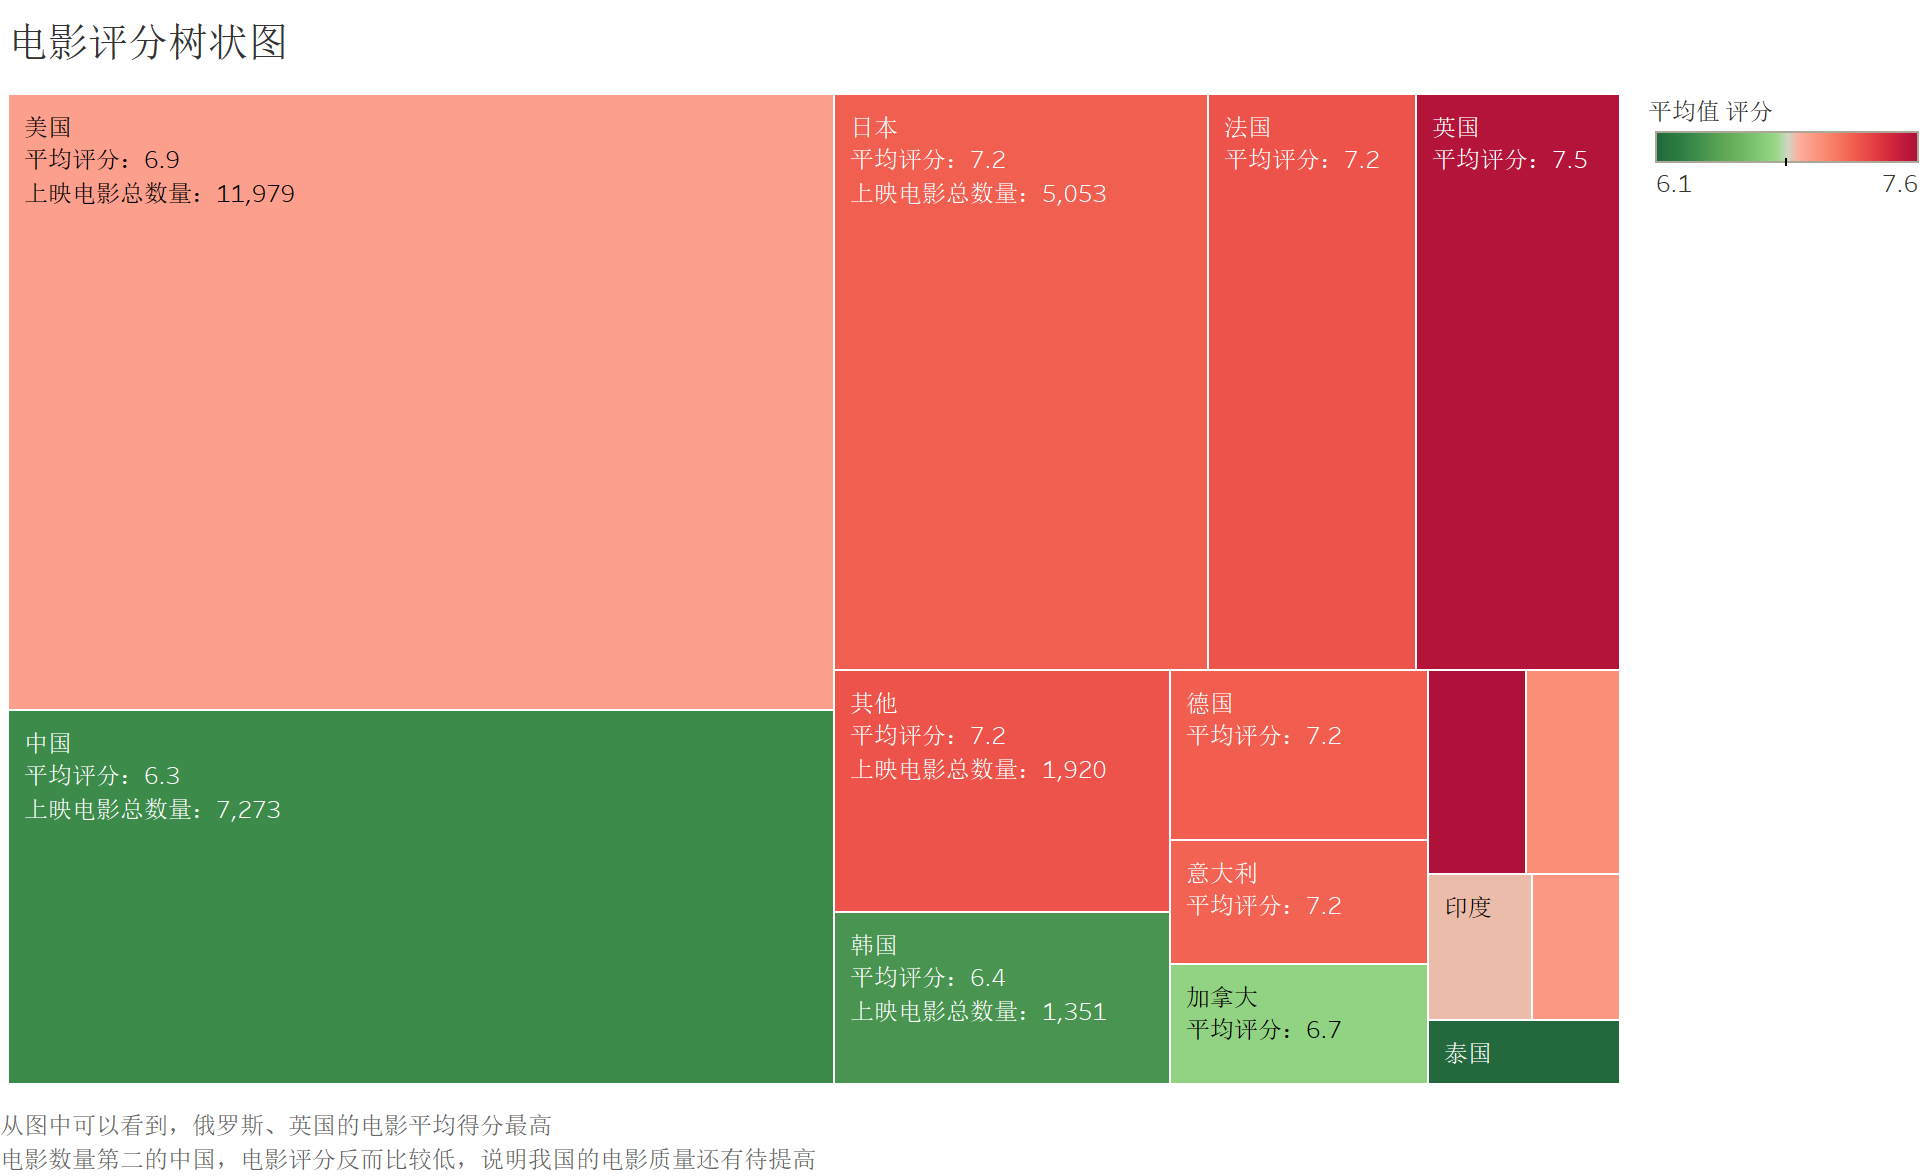 电影评分树状图
美国
平均评分：6.9
上映电影总数量：11,979
日本
平均评分：7.2
上映电影总数量：5,053
法国
平均评分：7.2
英国
平均评分：7.5
平均值 评分
6.1
7.6
中国
平均评分：6.3
上映电影总数量：7,273
其他
平均评分：7.2
上映电影总数量：1,920
德国
平均评分：7.2
意大利
平均评分：7.2
印度
韩国
平均评分：6.4
上映电影总数量：1,351
加拿大
平均评分：6.7
泰国
从图中可以看到，俄罗斯、英国的电影平均得分最高
电影数量第二的中国，电影评分反而比较低，说明我国的电影质量还有待提高